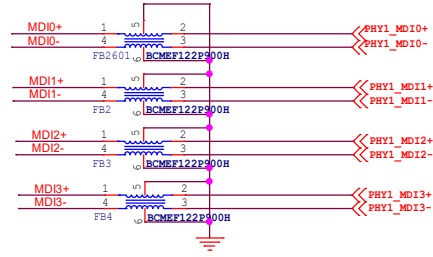 MDI0+ 1 5 2 PHY1_MDI0+
MDI0- 4 3 PHY1_MDI0-
FB2601 6 BCMEF122P900H
MDI1+ 1 5 2 PHY1_MDI1+
MDI1- 4 3 PHY1_MDI1-
FB2 6 BCMEF122P900H
MDI2+ 1 5 2 PHY1_MDI2+
MDI2- 4 3 PHY1_MDI2-
FB3 6 BCMEF122P900H
MDI3+ 1 5 2 PHY1_MDI3+
MDI3- 4 3 PHY1_MDI3-
FB4 6 BCMEF122P900H